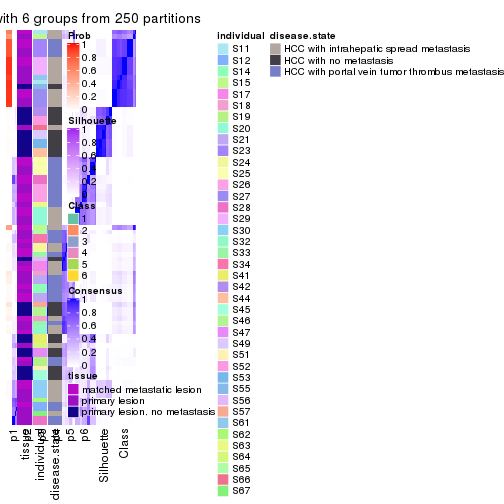 with 6 groups from 250 partitions
Prob
1
0.8
0.6
0.4
0.2
0
Silhouette
1
0.8
0.6
0.4
0.2
0
Class
1
2
3
4
5
6
Consensus
1
0.8
0.6
0.4
0.2
0
tissue
matched metastatic lesion
primary lesion
primary lesion. no metastasis
individual
S11
S12
S14
S15
S17
S18
S19
S20
S21
S23
S24
S25
S26
S27
S28
S29
S30
S32
S33
S34
S41
S42
S44
S45
S46
S47
S49
S51
S52
S53
S55
S56
S57
S61
S62
S63
S64
S65
S66
S67
disease.state
HCC with intrahepatic spread metastasis
HCC with no metastasis
HCC with portal vein tumor thrombus metastasis
p1
tissue
individual
disease.state
p5
p6
Silhouette
Class